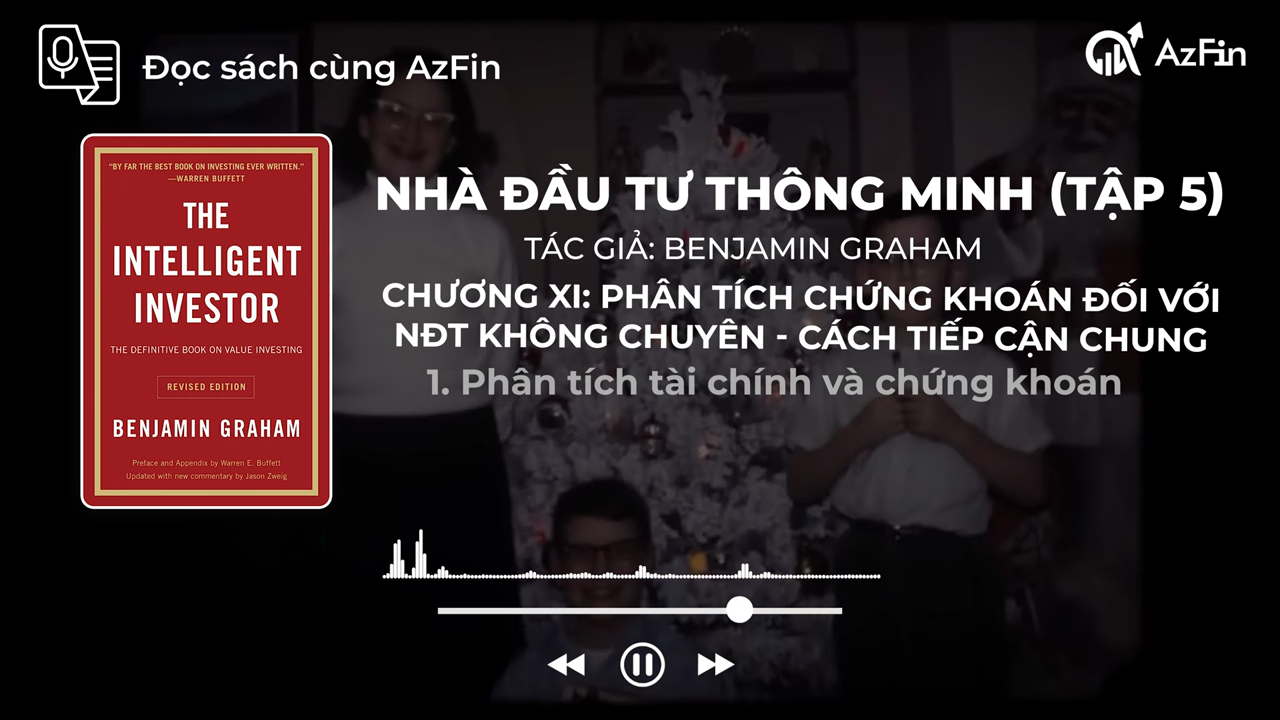 Đọc sách cùng AzFin
AzFin
"BY FAR THE BEST BOOK ON INVESTING EVER WRITTEN."
—WARREN BUFFETT
THE
INTELLIGENT
INVESTOR
THE DEFINITIVE BOOK ON VALUE INVESTING
REVISED EDITION
BENJAMIN GRAHAM
Preface and Appendix by Warren E. Buffett
Updated with new commentary by Jason Zweig
NHÀ ĐẦU TƯ THÔNG MINH (TẬP 5)
TÁC GIẢ: BENJAMIN GRAHAM
CHƯƠNG XI: PHÂN TÍCH CHỨNG KHOÁN ĐỐI VỚI
NĐT KHÔNG CHUYÊN - CÁCH TIẾP CẬN CHUNG
1. Phân tích tài chính và chứng khoán